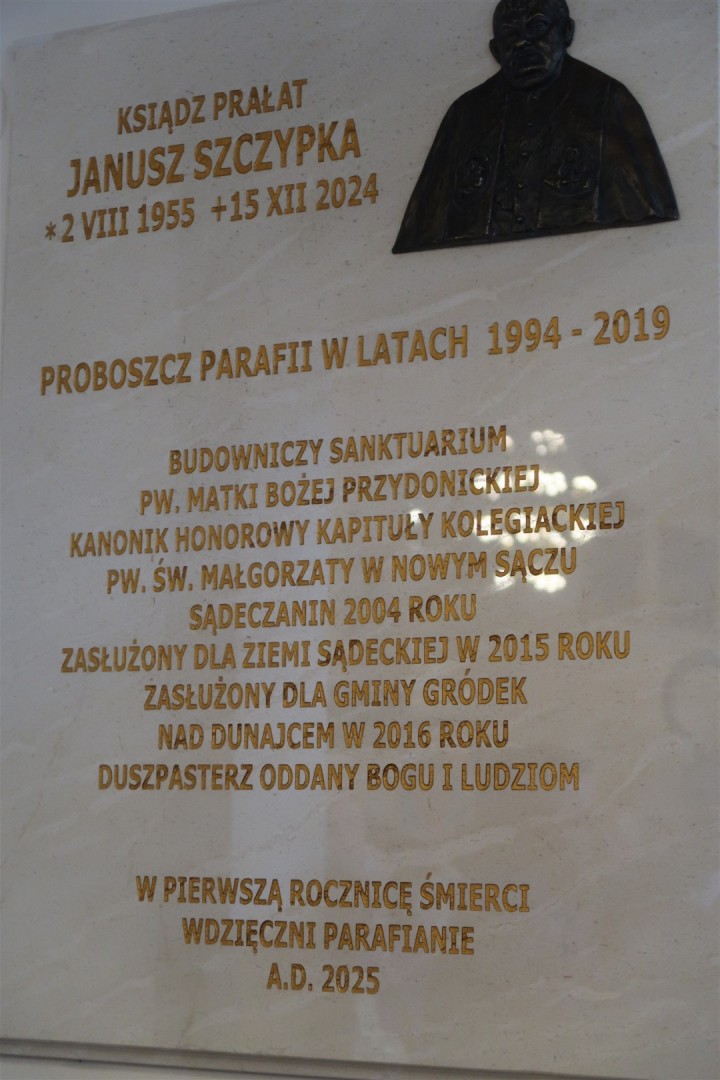 KSIĄDZ PRAŁAT
JANUSZ SZCZYPKA
* 2 VIII 1955 +15 XII 2024
PROBOSZCZ PARAFII W LATACH 1994 - 2019
BUDOWNICZY SANKTUARIUM
PW. MATKI BOŻEJ PRZYDONICKIEJ
KANONIK HONOROWY KAPITUŁY KOLEGIACKIEJ
PW. ŚW. MAŁGORZATY W NOWYM SĄCZU
SĄDECZANIN 2004 ROKU
ZASŁUŻONY DLA ZIEMI SĄDECKIEJ W 2015 ROKU
ZASŁUŻONY DLA GMINY GRÓDEK
NAD DUNAJCEM W 2016 ROKU
DUSZPASTERZ ODDANY BOGU I LUDZIOM
W PIERWSZĄ ROCZNICĘ ŚMIERCI
WDZIĘCZNI PARAFIANIE
A.D. 2025